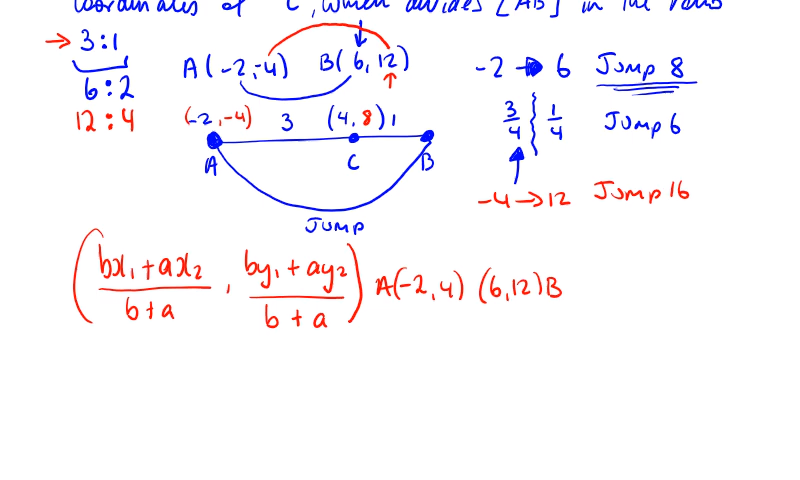 coordinates of C, which divides [AB] in the ratio
→ 3:1
6:2
12:4
A(-2,-4) B(6,12)
(-2,-4) 3 (4,8) 1
A C B
JUMP
-2 → 6 Jump 8
3/4 1/4 Jump 6
-4 → 12 Jump 16
(bx₁+ax₂/b+a, by₁+ay₂/b+a) A(-2,4) (6,12)B